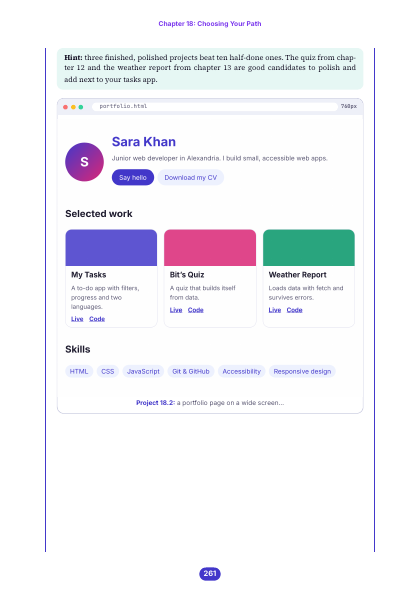 Chapter 18: Choosing Your Path
Hint: three finished, polished projects beat ten half-done ones. The quiz from chap-
ter 12 and the weather report from chapter 13 are good candidates to polish and
add next to your tasks app.
portfolio.html
768px
S
Sara Khan
Junior web developer in Alexandria. I build small, accessible web apps.
Say hello
Download my CV
Selected work
My Tasks
A to-do app with filters,
progress and two
languages.
Live Code
Bit's Quiz
A quiz that builds itself
from data.
Live Code
Weather Report
Loads data with fetch and
survives errors.
Live Code
Skills
HTML CSS JavaScript Git & GitHub Accessibility Responsive design
Project 18.2: a portfolio page on a wide screen...
261